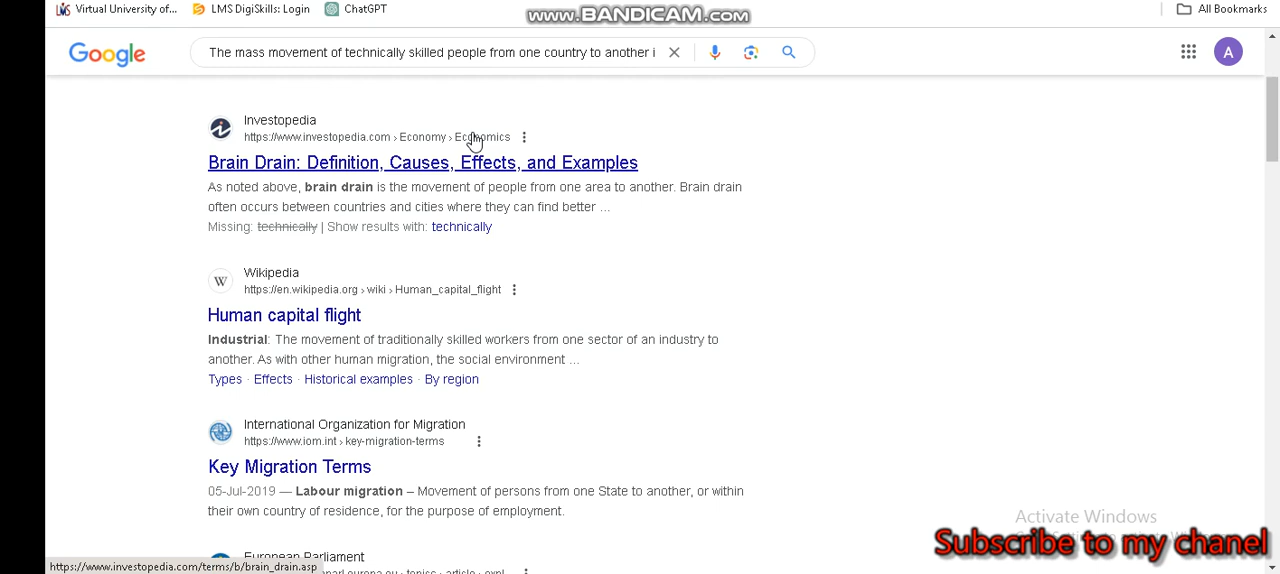 Virtual University of...
LMS DigiSkills: Login
ChatGPT
www.BANDICAM.com
All Bookmarks
Google
The mass movement of technically skilled people from one country to another i
A
Investopedia
https://www.investopedia.com › Economy › Economics
Brain Drain: Definition, Causes, Effects, and Examples
As noted above, brain drain is the movement of people from one area to another. Brain drain
often occurs between countries and cities where they can find better ...
Missing: technically | Show results with: technically
W
Wikipedia
https://en.wikipedia.org › wiki › Human_capital_flight
Human capital flight
Industrial: The movement of traditionally skilled workers from one sector of an industry to
another. As with other human migration, the social environment ...
Types · Effects · Historical examples · By region
International Organization for Migration
https://www.iom.int › key-migration-terms
Key Migration Terms
05-Jul-2019 — Labour migration – Movement of persons from one State to another, or within
their own country of residence, for the purpose of employment.
Activate Windows
Subscribe to my chanel
European Parliament
https://www.investopedia.com/terms/b/brain_drain.asp